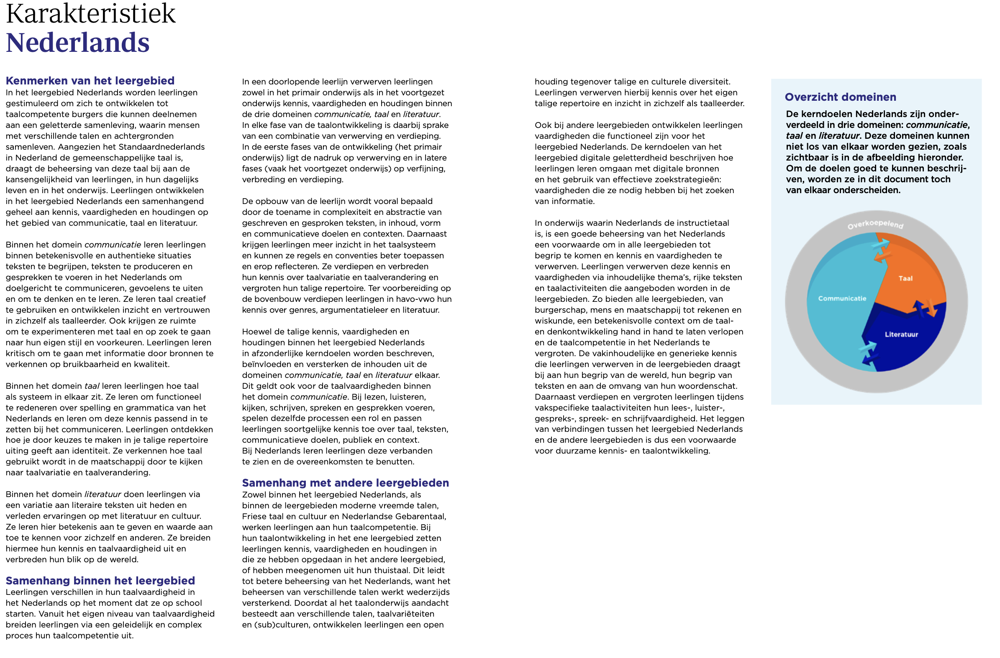 Karakteristiek
Nederlands
Kenmerken van het leergebied
In het leergebied Nederlands worden leerlingen
gestimuleerd om zich te ontwikkelen tot
taalcompetente burgers die kunnen deelnemen
aan een geletterde samenleving, waarin mensen
met verschillende talen en achtergronden
samenleven. Aangezien het Standaardnederlands
in Nederland de gemeenschappelijke taal is,
draagt de beheersing van deze taal bij aan de
kansengelijkheid van leerlingen, in hun dagelijks
leven en in het onderwijs. Leerlingen ontwikkelen
in het leergebied Nederlands een samenhangend
geheel aan kennis, vaardigheden en houdingen op
het gebied van communicatie, taal en literatuur.
Binnen het domein communicatie leren leerlingen
binnen betekenisvolle en authentieke situaties
teksten te begrijpen, teksten te produceren en
gesprekken te voeren in het Nederlands om
doelgericht te communiceren, gevoelens te uiten
en om te denken en te leren. Ze leren taal creatief
te gebruiken en ontwikkelen inzicht en vertrouwen
in zichzelf als taalleerder. Ook krijgen ze ruimte
om te experimenteren met taal en op zoek te gaan
naar hun eigen stijl en voorkeuren. Leerlingen leren
kritisch om te gaan met informatie door bronnen te
verkennen op bruikbaarheid en kwaliteit.
Binnen het domein taal leren leerlingen hoe taal
als systeem in elkaar zit. Ze leren om functioneel
te redeneren over spelling en grammatica van het
Nederlands en leren om deze kennis passend in te
zetten bij het communiceren. Leerlingen ontdekken
hoe je door keuzes te maken in je talige repertoire
uiting geeft aan identiteit. Ze verkennen hoe taal
gebruikt wordt in de maatschappij door te kijken
naar taalvariatie en taalverandering.
Binnen het domein literatuur doen leerlingen via
een variatie aan literaire teksten uit heden en
verleden ervaringen op met literatuur en cultuur.
Ze leren hier betekenis aan te geven en waarde aan
toe te kennen voor zichzelf en anderen. Ze breiden
hiermee hun kennis en taalvaardigheid uit en
verbreden hun blik op de wereld.
Samenhang binnen het leergebied
Leerlingen verschillen in hun taalvaardigheid in
het Nederlands op het moment dat ze op school
starten. Vanuit het eigen niveau van taalvaardigheid
breiden leerlingen via een geleidelijk en complex
proces hun taalcompetentie uit.
In een doorlopende leerlijn verwerven leerlingen
zowel in het primair onderwijs als in het voortgezet
onderwijs kennis, vaardigheden en houdingen binnen
de drie domeinen communicatie, taal en literatuur.
In elke fase van de taalontwikkeling is daarbij sprake
van een combinatie van verwerving en verdieping.
In de eerste fases van de ontwikkeling (het primair
onderwijs) ligt de nadruk op verwerving en in latere
fases (vaak het voortgezet onderwijs) op verfijning,
verbreding en verdieping.
De opbouw van de leerlijn wordt vooral bepaald
door de toename in complexiteit en abstractie van
geschreven en gesproken teksten, in inhoud, vorm
en communicatieve doelen en contexten. Daarnaast
krijgen leerlingen meer inzicht in het taalsysteem
en kunnen ze regels en conventies beter toepassen
en erop reflecteren. Ze verdiepen en verbreden
hun kennis over taalvariatie en taalverandering en
vergroten hun talige repertoire. Ter voorbereiding op
de bovenbouw verdiepen leerlingen in havo-vwo hun
kennis over genres, argumentatieleer en literatuur.
Hoewel de talige kennis, vaardigheden en
houdingen binnen het leergebied Nederlands
in afzonderlijke kerndoelen worden beschreven,
beïnvloeden en versterken de inhouden uit de
domeinen communicatie, taal en literatuur elkaar.
Dit geldt ook voor de taalvaardigheden binnen
het domein communicatie. Bij lezen, luisteren,
kijken, schrijven, spreken en gesprekken voeren,
spelen dezelfde processen een rol en passen
leerlingen soortgelijke kennis toe over taal, teksten,
communicatieve doelen, publiek en context.
Bij Nederlands leren leerlingen deze verbanden
te zien en de overeenkomsten te benutten.
Samenhang met andere leergebieden
Zowel binnen het leergebied Nederlands, als
binnen de leergebieden moderne vreemde talen,
Friese taal en cultuur en Nederlandse Gebarentaal,
werken leerlingen aan hun taalcompetentie. Bij
hun taalontwikkeling in het ene leergebied zetten
leerlingen kennis, vaardigheden en houdingen in
die ze hebben opgedaan in het andere leergebied,
of hebben meegenomen uit hun thuistaal. Dit leidt
tot betere beheersing van het Nederlands, want het
beheersen van verschillende talen werkt wederzijds
versterkend. Doordat al het taalonderwijs aandacht
besteedt aan verschillende talen, taalvariëteiten
en (sub)culturen, ontwikkelen leerlingen een open
houding tegenover talige en culturele diversiteit.
Leerlingen verwerven hierbij kennis over het eigen
talige repertoire en inzicht in zichzelf als taalleerder.
Ook bij andere leergebieden ontwikkelen leerlingen
vaardigheden die functioneel zijn voor het
leergebied Nederlands. De kerndoelen van het
leergebied digitale geletterdheid beschrijven hoe
leerlingen leren omgaan met digitale bronnen
en het gebruik van effectieve zoekstrategieën:
vaardigheden die ze nodig hebben bij het zoeken
van informatie.
In onderwijs waarin Nederlands de instructietaal
is, is een goede beheersing van het Nederlands
een voorwaarde om in alle leergebieden tot
begrip te komen en kennis en vaardigheden te
verwerven. Leerlingen verwerven deze kennis en
vaardigheden via inhoudelijke thema’s, rijke teksten
en taalactiviteiten die aangeboden worden in de
leergebieden. Zo bieden alle leergebieden, van
burgerschap, mens en maatschappij tot rekenen en
wiskunde, een betekenisvolle context om de taal-
en denkontwikkeling hand in hand te laten verlopen
en de taalcompetentie in het Nederlands te
vergroten. De vakinhoudelijke en generieke kennis
die leerlingen verwerven in de leergebieden draagt
bij aan hun begrip van de wereld, hun begrip van
teksten en aan de omvang van hun woordenschat.
Daarnaast verdiepen en vergroten leerlingen tijdens
vakspecifieke taalactiviteiten hun lees-, luister-,
gespreks-, spreek- en schrijfvaardigheid. Het leggen
van verbindingen tussen het leergebied Nederlands
en de andere leergebieden is dus een voorwaarde
voor duurzame kennis- en taalontwikkeling.
Overzicht domeinen
De kerndoelen Nederlands zijn onder-
verdeeld in drie domeinen: communicatie,
taal en literatuur. Deze domeinen kunnen
niet los van elkaar worden gezien, zoals
zichtbaar is in de afbeelding hieronder.
Om de doelen goed te kunnen beschrij-
ven, worden ze in dit document toch
van elkaar onderscheiden.
Overkoepelend
Taal
Communicatie
Literatuur